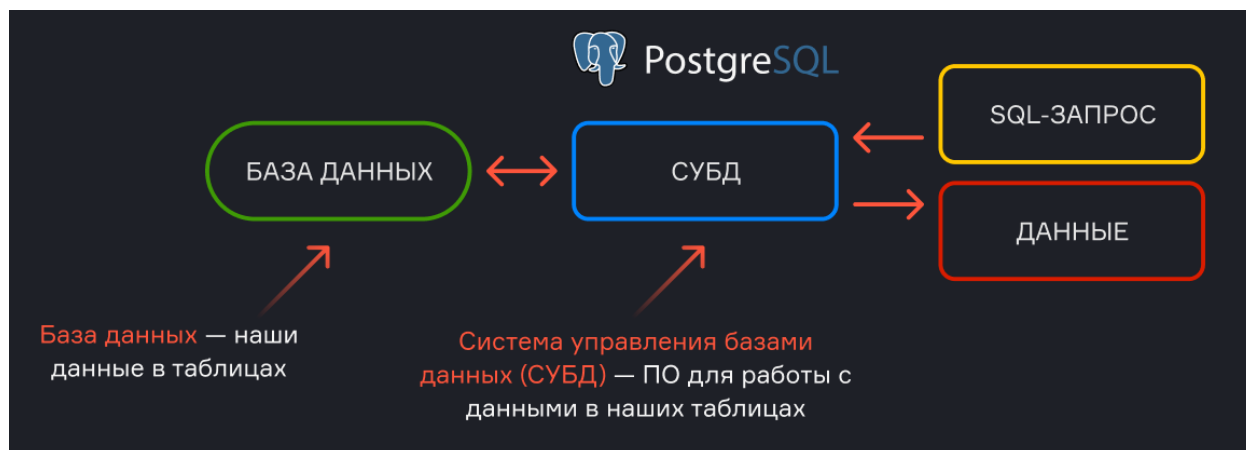 PostgreSQL
SQL-ЗАПРОС
БАЗА ДАННЫХ
СУБД
ДАННЫЕ
База данных — наши
данные в таблицах
Система управления базами
данных (СУБД) — ПО для работы с
данными в наших таблицах